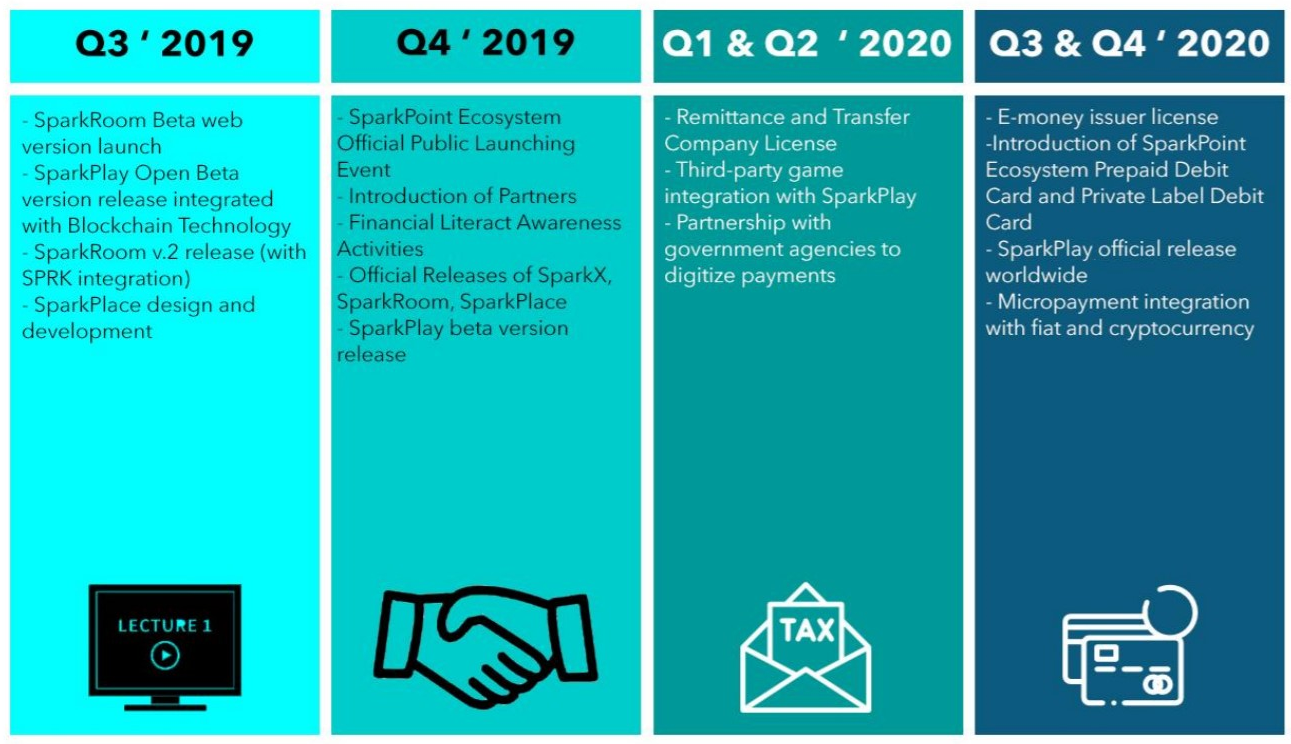 Q3 ' 2019
- SparkRoom Beta web
version launch
- SparkPlay Open Beta
version release integrated
with Blockchain Technology
- SparkRoom v.2 release (with
SPRK integration)
- SparkPlace design and
development
LECTURE 1
Q4 ' 2019
- SparkPoint Ecosystem
Official Public Launching
Event
- Introduction of Partners
- Financial Literact Awareness
Activities
- Official Releases of SparkX,
SparkRoom, SparkPlace
- SparkPlay beta version
release
Q1 & Q2 ' 2020
- Remittance and Transfer
Company License
- Third-party game
integration with SparkPlay
- Partnership with
government agencies to
digitize payments
TAX
Q3 & Q4 ' 2020
- E-money issuer license
-Introduction of SparkPoint
Ecosystem Prepaid Debit
Card and Private Label Debit
Card
- SparkPlay official release
worldwide
- Micropayment integration
with fiat and cryptocurrency